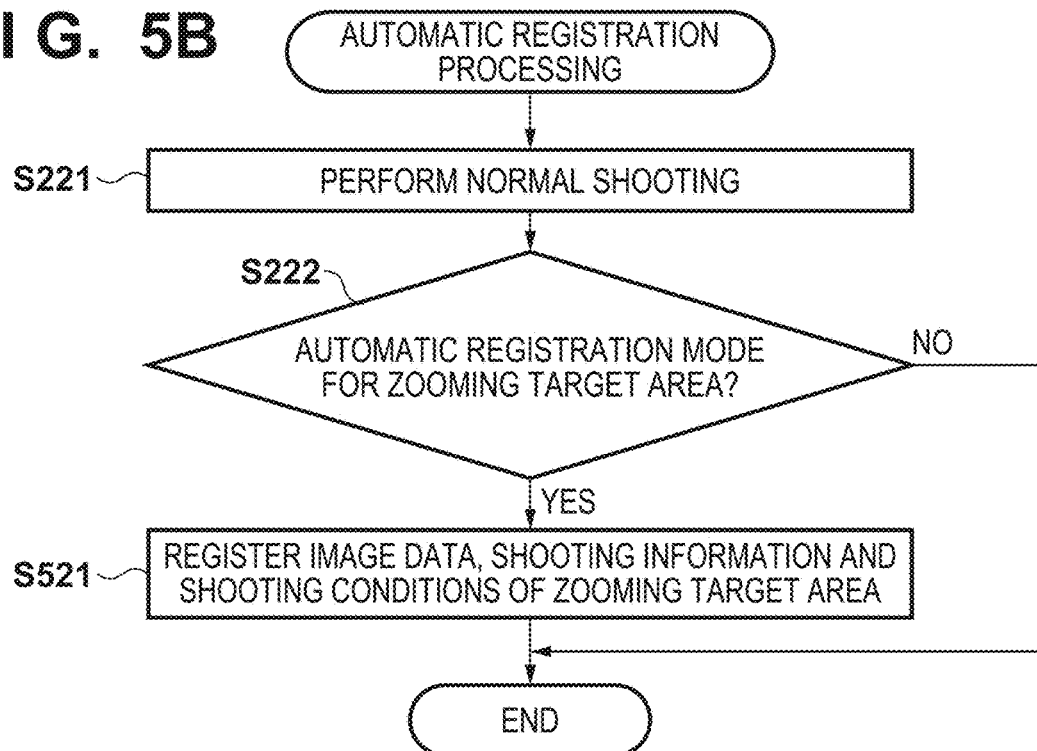 I G. 5B
AUTOMATIC REGISTRATION
PROCESSING
S221
PERFORM NORMAL SHOOTING
S222
AUTOMATIC REGISTRATION MODE
FOR ZOOMING TARGET AREA?
NO
YES
S521
REGISTER IMAGE DATA, SHOOTING INFORMATION AND
SHOOTING CONDITIONS OF ZOOMING TARGET AREA
END